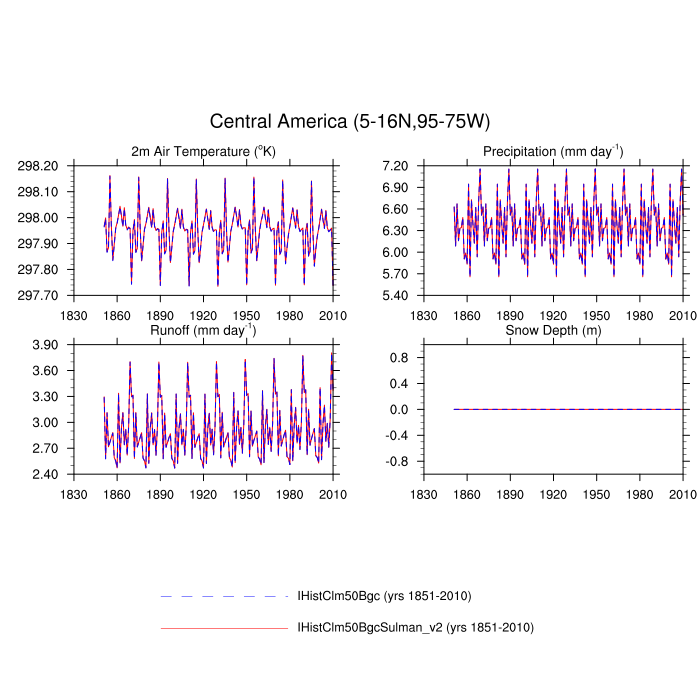 Central America (5-16N,95-75W)
2m Air Temperature (°K)
Precipitation (mm day⁻¹)
298.20
298.10
298.00
297.90
297.80
297.70
1830 1860 1890 1920 1950 1980 2010
7.20
6.90
6.60
6.30
6.00
5.70
5.40
1830 1860 1890 1920 1950 1980 2010
Runoff (mm day⁻¹)
Snow Depth (m)
3.90
3.60
3.30
3.00
2.70
2.40
1830 1860 1890 1920 1950 1980 2010
0.8
0.4
0.0
-0.4
-0.8
1830 1860 1890 1920 1950 1980 2010
IHistClm50Bgc (yrs 1851-2010)
IHistClm50BgcSulman_v2 (yrs 1851-2010)